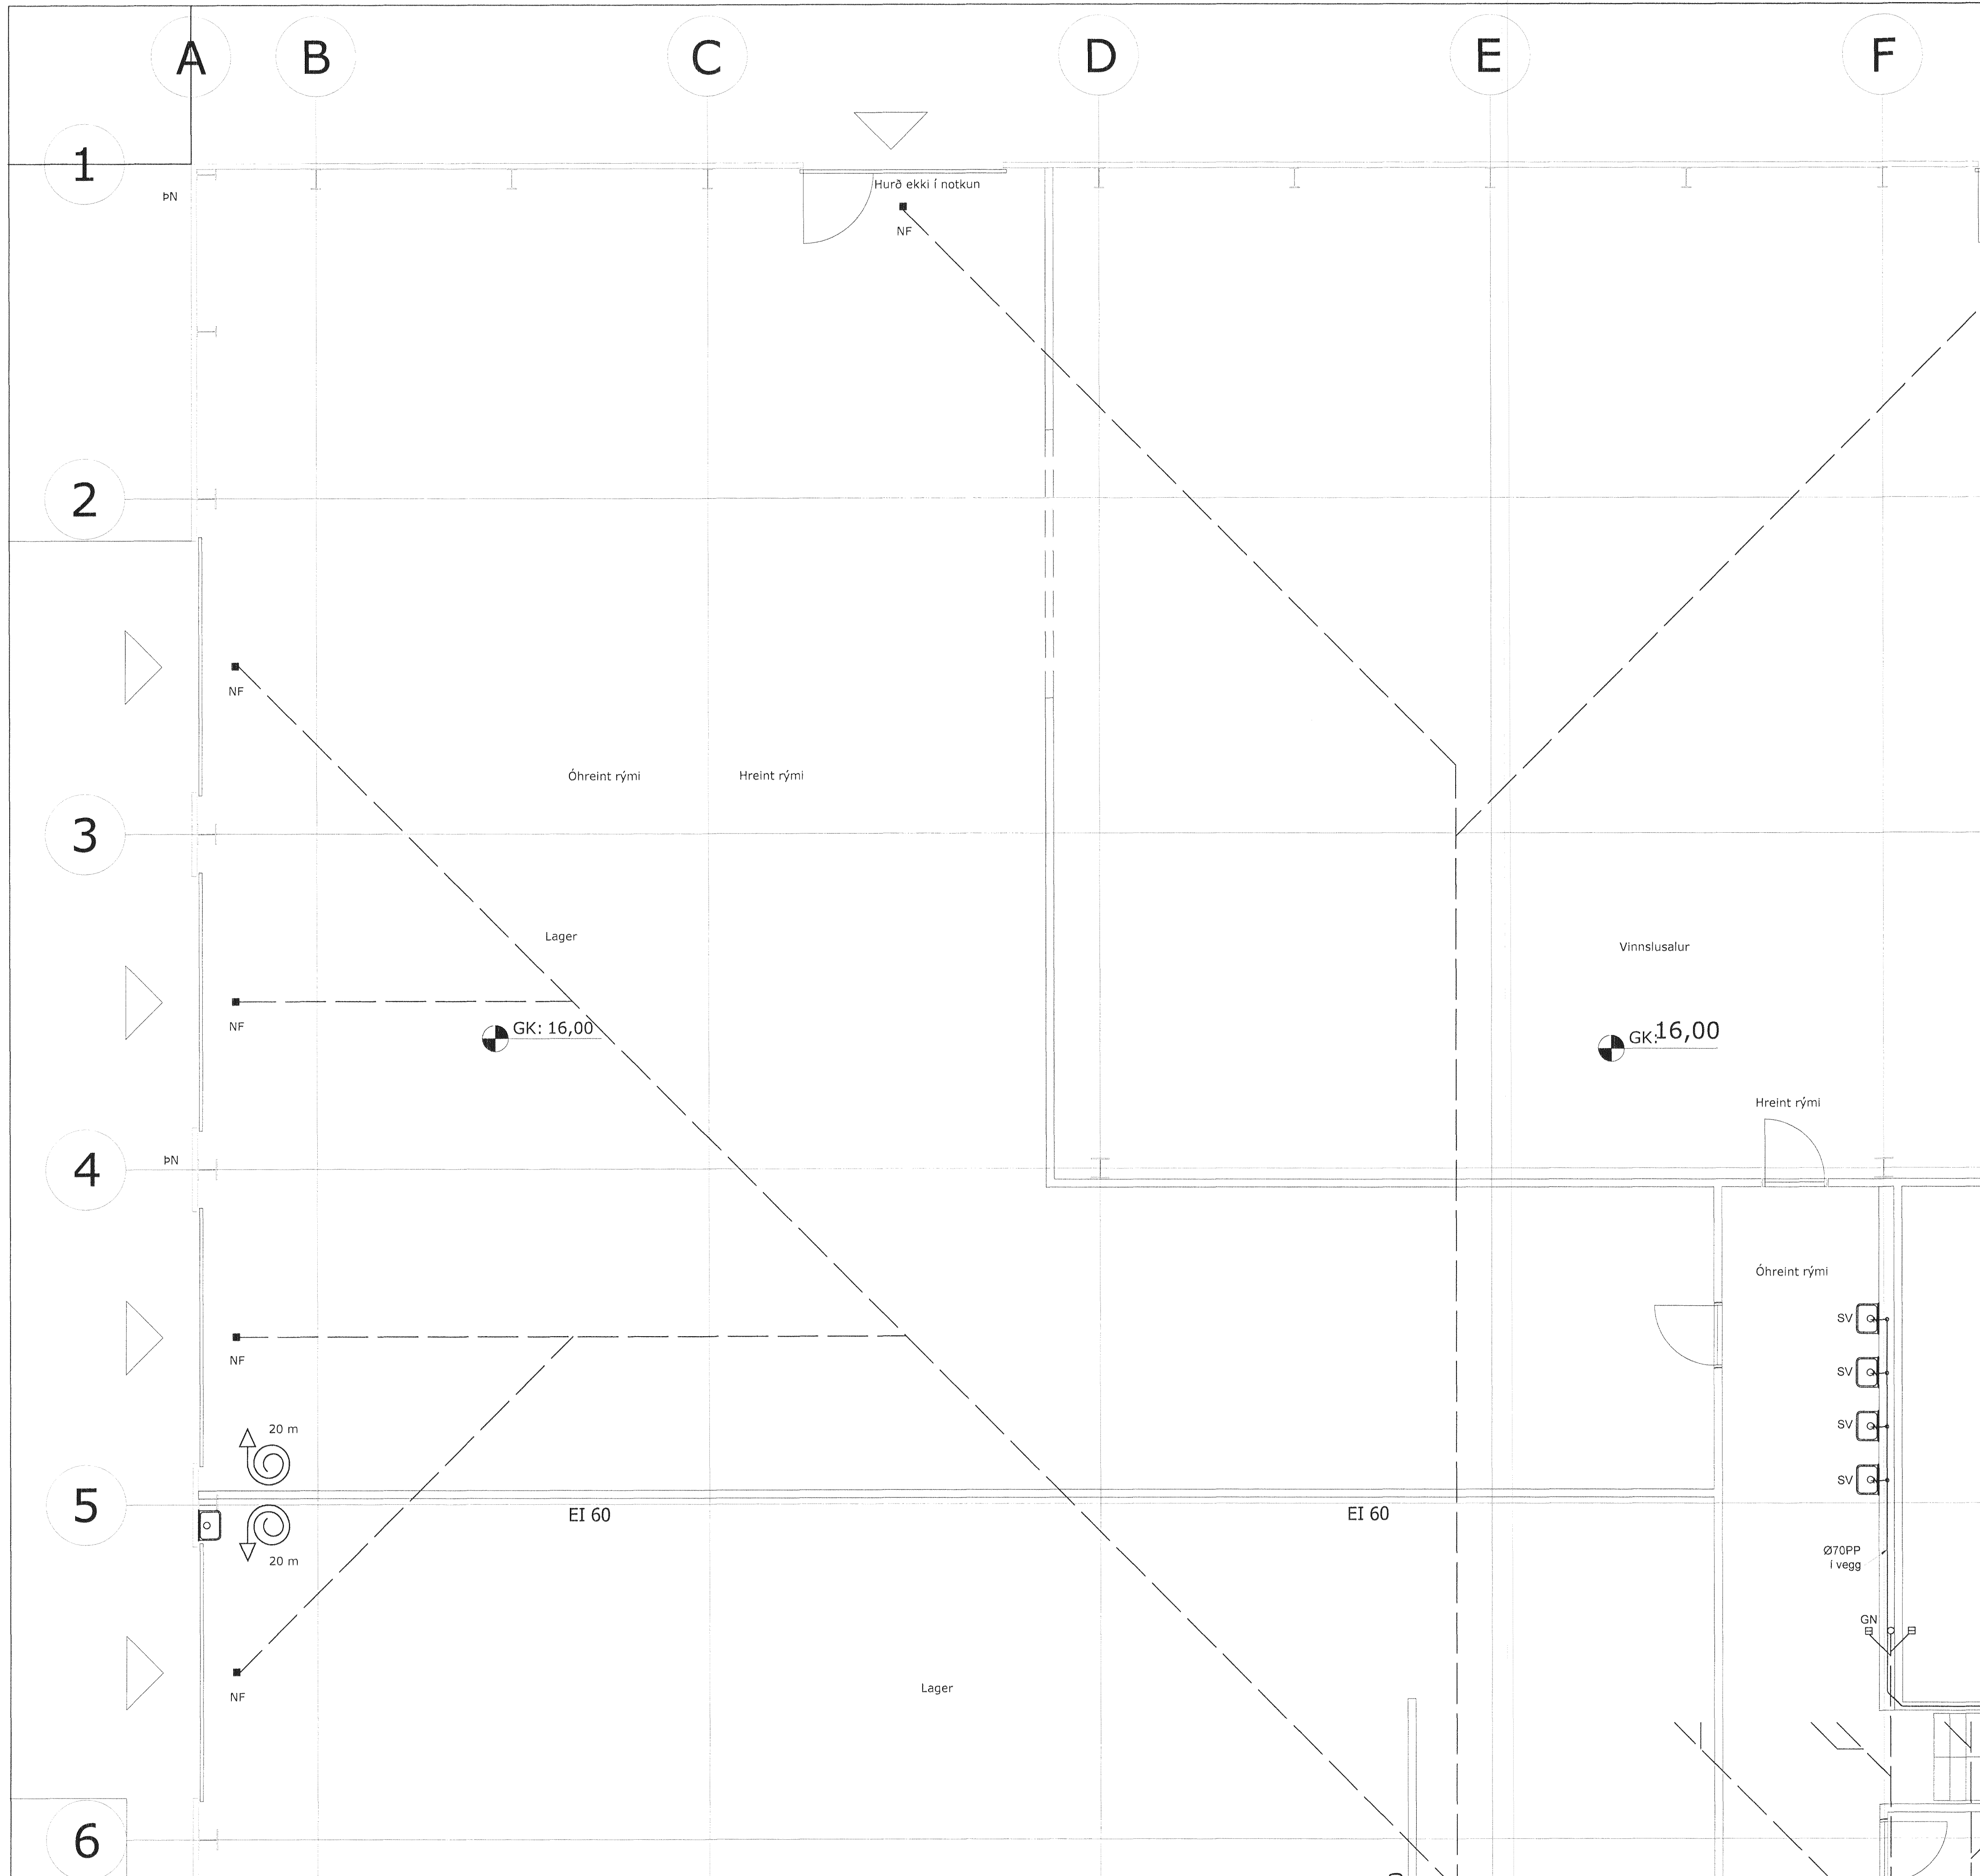 A B C D E F
1
ÞN
Hurð ekki í notkun
NF
2
NF
Óhreint rými Hreint rými
3
Lager
Vinnslusalur
NF
GK: 16,00
GK: 16,00
Hreint rými
4
ÞN
Óhreint rými
SV
NF
SV
20 m
SV
SV
5
EI 60
EI 60
20 m
Ø70PP
í vegg
GN
NF
Lager
6